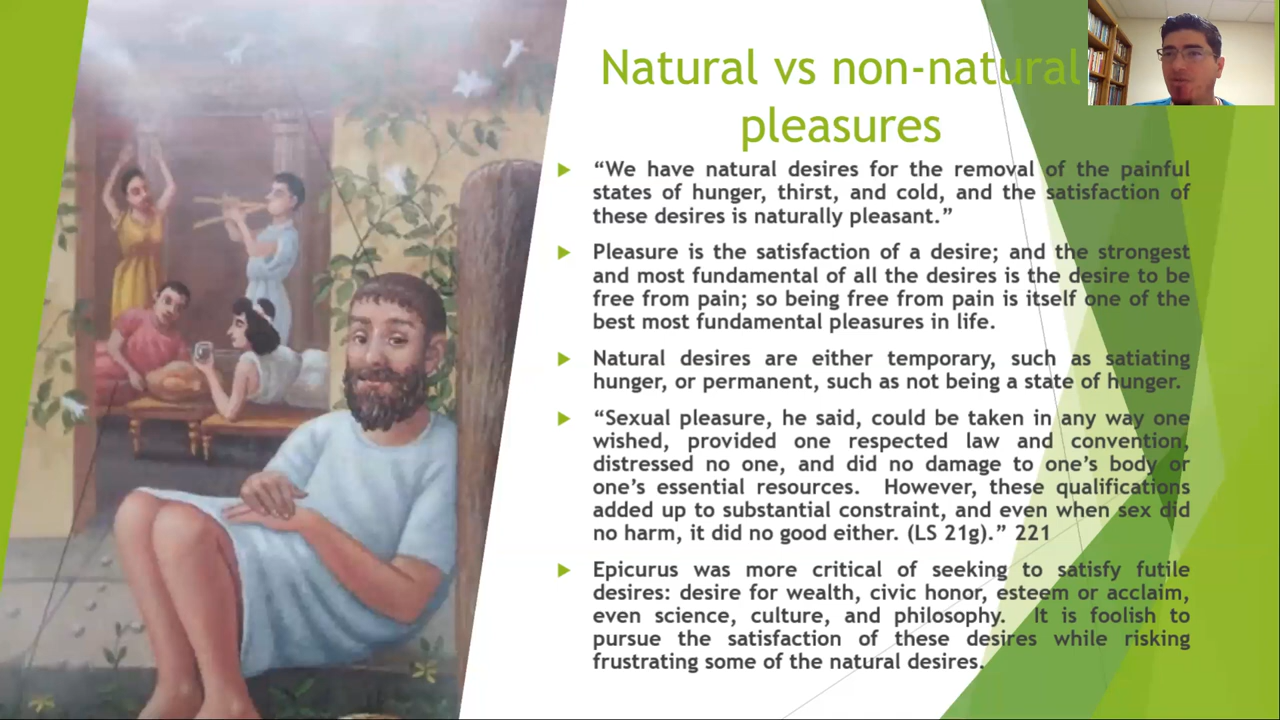 Natural vs non-natural
pleasures
“We have natural desires for the removal of the painful
states of hunger, thirst, and cold, and the satisfaction of
these desires is naturally pleasant.”
Pleasure is the satisfaction of a desire; and the strongest
and most fundamental of all the desires is the desire to be
free from pain; so being free from pain is itself one of the
best most fundamental pleasures in life.
Natural desires are either temporary, such as satiating
hunger, or permanent, such as not being a state of hunger.
“Sexual pleasure, he said, could be taken in any way one
wished, provided one respected law and convention,
distressed no one, and did no damage to one’s body or
one’s essential resources. However, these qualifications
added up to substantial constraint, and even when sex did
no harm, it did no good either. (LS 21g).” 221
Epicurus was more critical of seeking to satisfy futile
desires: desire for wealth, civic honor, esteem or acclaim,
even science, culture, and philosophy. It is foolish to
pursue the satisfaction of these desires while risking
frustrating some of the natural desires.